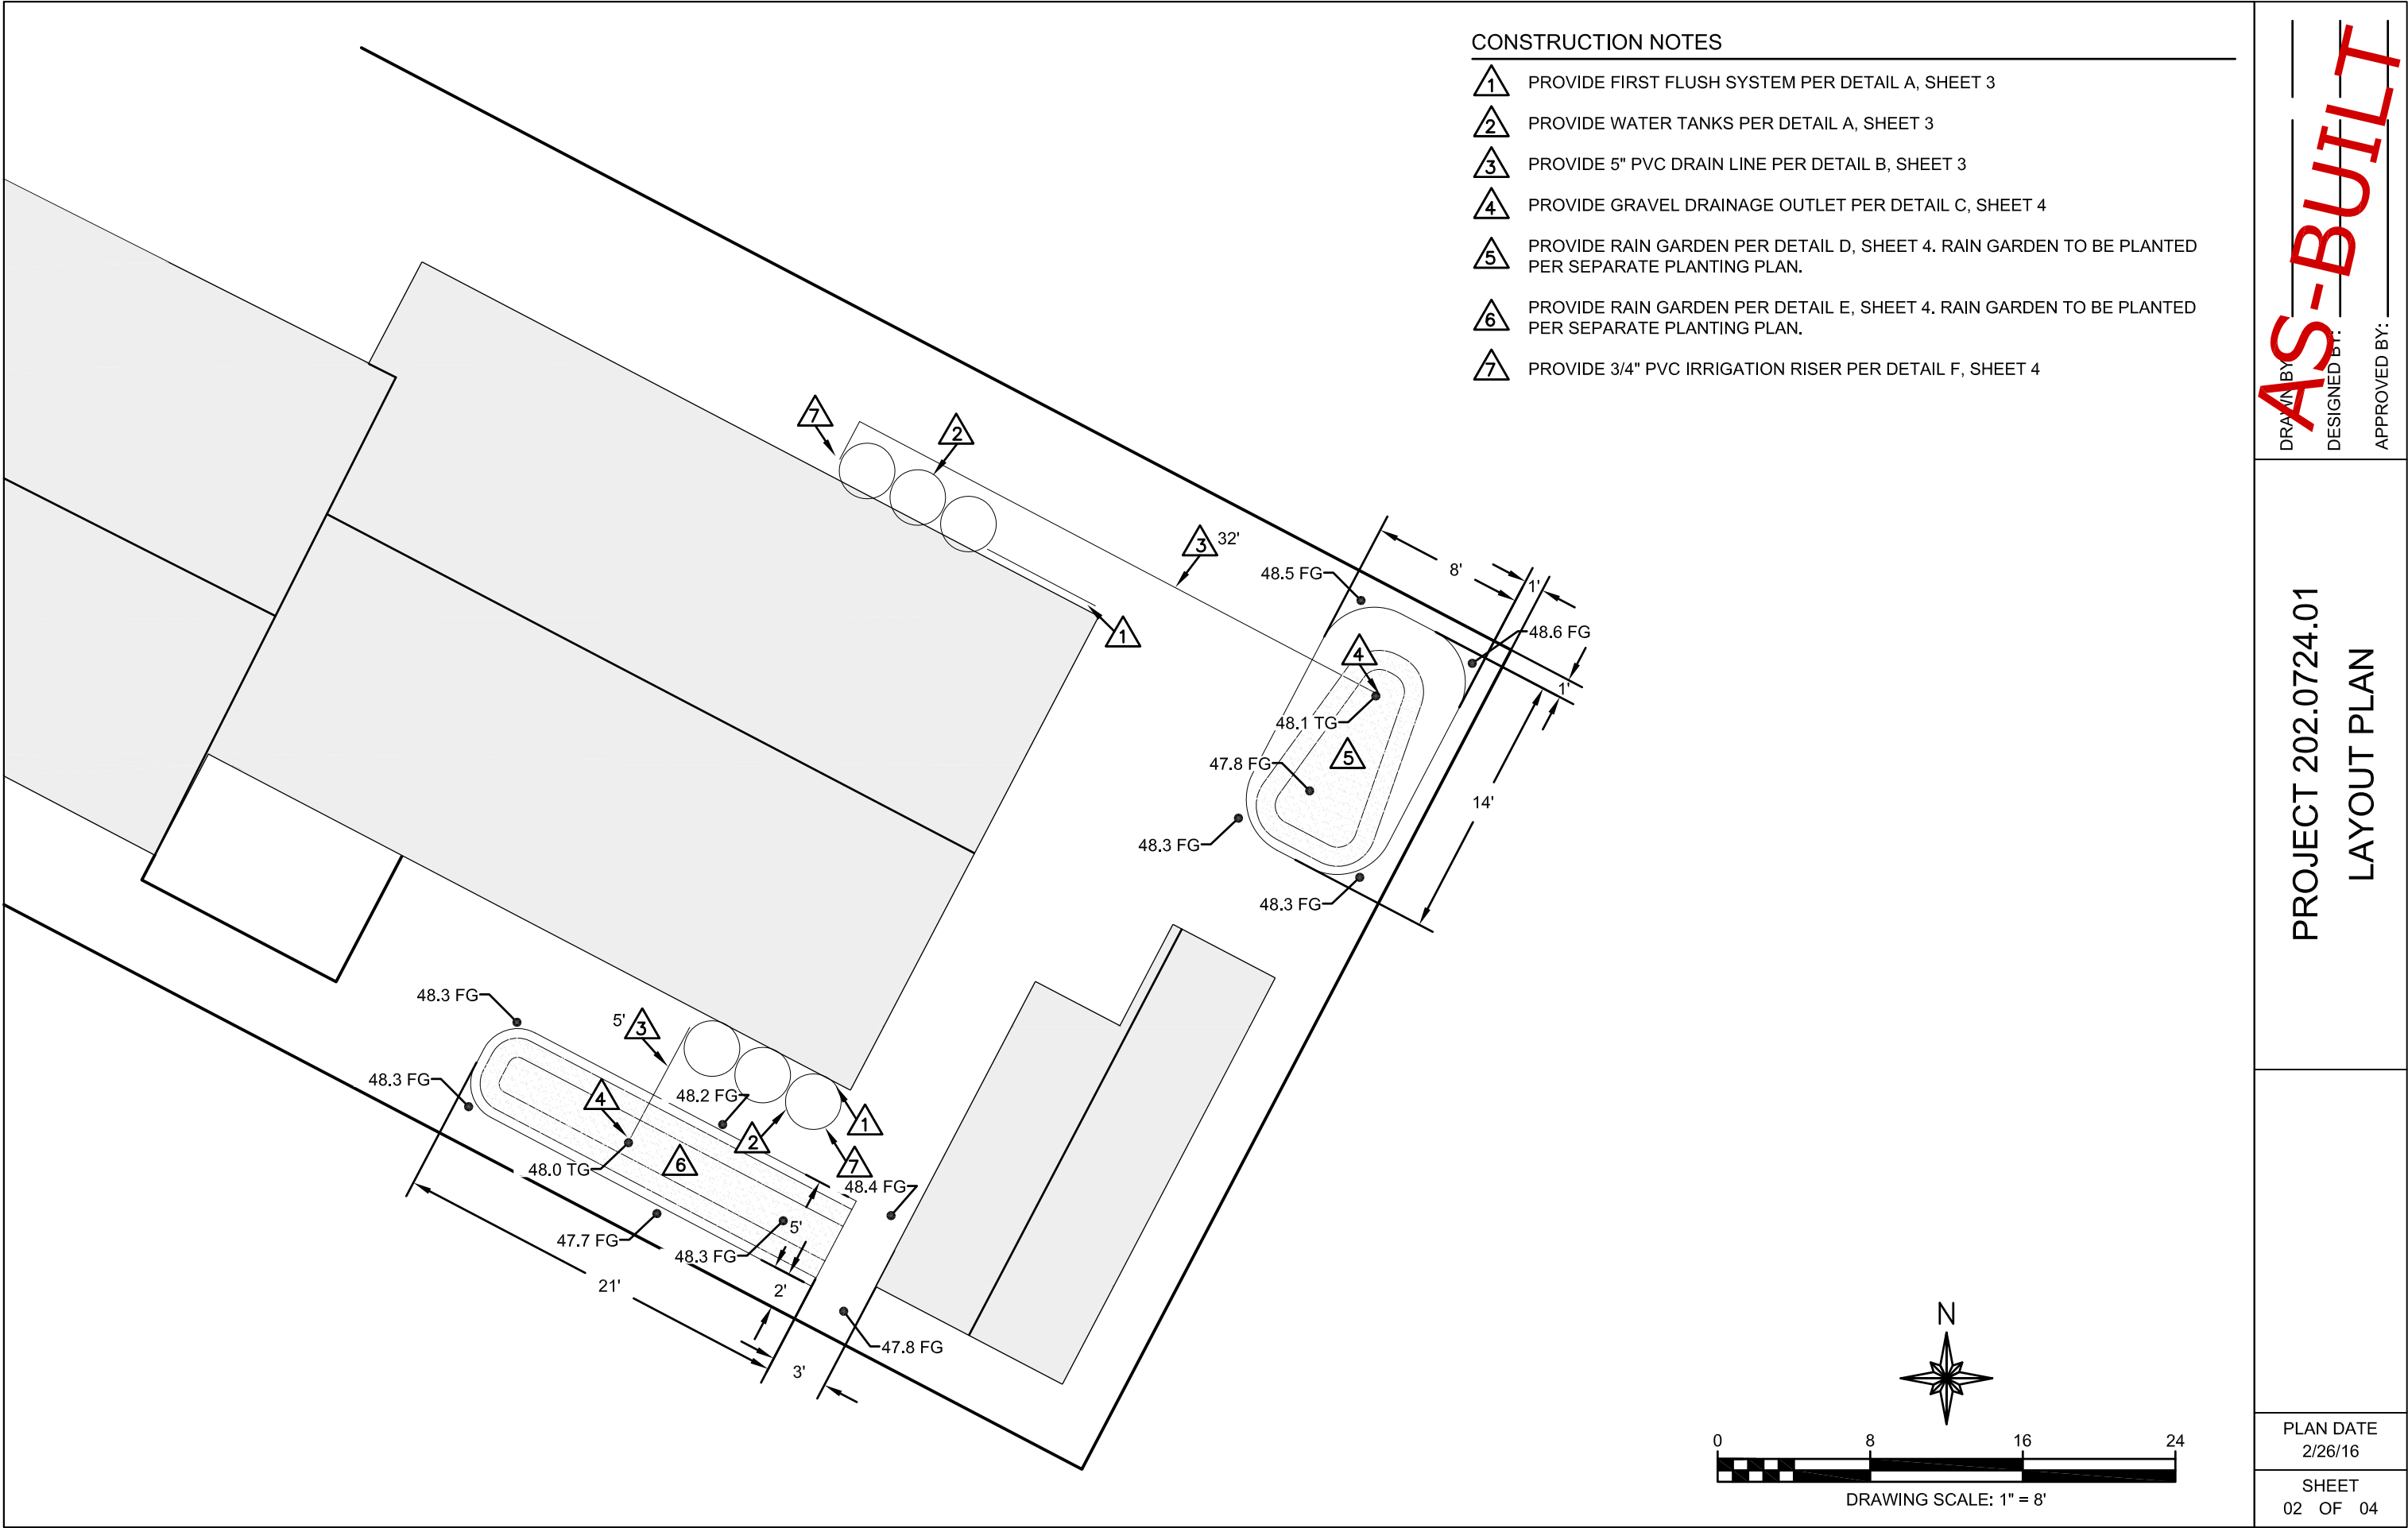 CONSTRUCTION NOTES
1 PROVIDE FIRST FLUSH SYSTEM PER DETAIL A, SHEET 3
2 PROVIDE WATER TANKS PER DETAIL A, SHEET 3
3 PROVIDE 5" PVC DRAIN LINE PER DETAIL B, SHEET 3
4 PROVIDE GRAVEL DRAINAGE OUTLET PER DETAIL C, SHEET 4
5 PROVIDE RAIN GARDEN PER DETAIL D, SHEET 4. RAIN GARDEN TO BE PLANTED
PER SEPARATE PLANTING PLAN.
6 PROVIDE RAIN GARDEN PER DETAIL E, SHEET 4. RAIN GARDEN TO BE PLANTED
PER SEPARATE PLANTING PLAN.
7 PROVIDE 3/4" PVC IRRIGATION RISER PER DETAIL F, SHEET 4
7
2
3 32'
1
48.5 FG
8'
1'
48.6 FG
1'
4
48.1 TG
5
47.8 FG
14'
48.3 FG
48.3 FG
48.3 FG
5' 3
48.3 FG
4
48.2 FG
2
1
7
48.0 TG
6
48.4 FG
47.7 FG
48.3 FG
5'
21'
2'
47.8 FG
3'
N
0 8 16 24
DRAWING SCALE: 1" = 8'
AS-BUILT
DRAWN BY:
DESIGNED BY:
APPROVED BY:
PROJECT 202.0724.01
LAYOUT PLAN
PLAN DATE
2/26/16
SHEET
02 OF 04